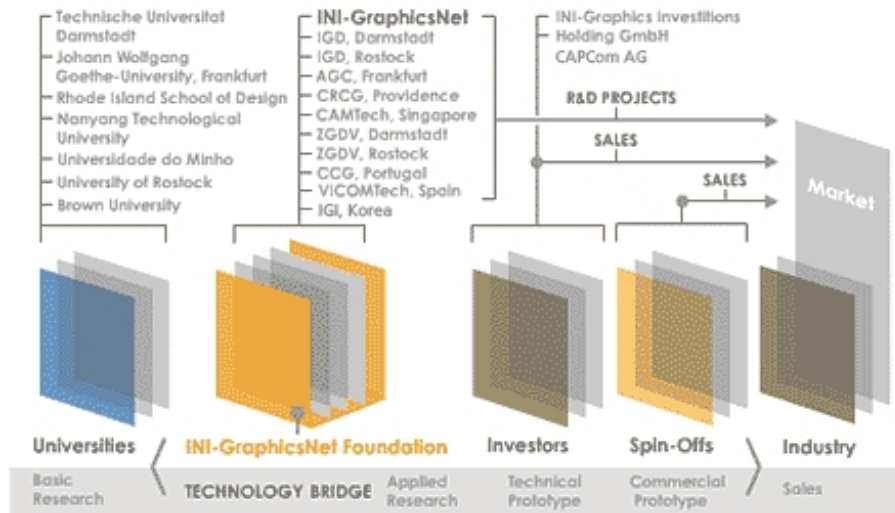 Technische Universitat
Darmstadt
Johann Wolfgang
Goethe-University, Frankfurt
Rhode Island School of Design
Nanyang Technological
University
Universidade do Minho
University of Rostock
Brown University
INI-GraphicsNet
IGD, Darmstadt
IGD, Rostock
AGC, Frankfurt
CRCG, Providence
CAMTech, Singapore
ZGDV, Darmstadt
ZGDV, Rostock
CCG, Portugal
VICOMTech, Spain
IGI, Korea
INI-Graphics Investitions
Holding GmbH
CAPCom AG
R&D PROJECTS
SALES
SALES
Market
Universities
INI-GraphicsNet Foundation
Investors
Spin-Offs
Industry
Basic
Research
TECHNOLOGY BRIDGE
Applied
Research
Technical
Prototype
Commercial
Prototype
Sales